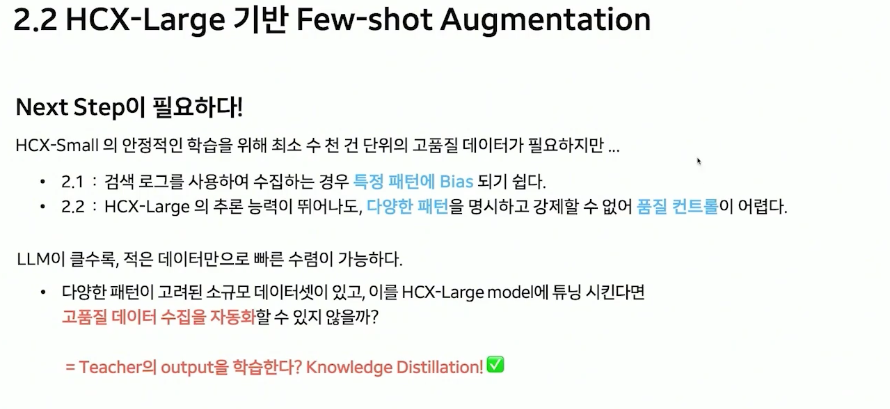 2.2 HCX-Large 기반 Few-shot Augmentation
Next Step이 필요하다!
HCX-Small 의 안정적인 학습을 위해 최소 수 천 건 단위의 고품질 데이터가 필요하지만 ...
• 2.1 : 검색 로그를 사용하여 수집하는 경우 특정 패턴에 Bias 되기 쉽다.
• 2.2 : HCX-Large 의 추론 능력이 뛰어나도, 다양한 패턴을 명시하고 강제할 수 없어 품질 컨트롤이 어렵다.
LLM이 클수록, 적은 데이터만으로 빠른 수렴이 가능하다.
• 다양한 패턴이 고려된 소규모 데이터셋이 있고, 이를 HCX-Large model에 튜닝 시킨다면
고품질 데이터 수집을 자동화할 수 있지 않을까?
= Teacher의 output을 학습한다? Knowledge Distillation! ✅